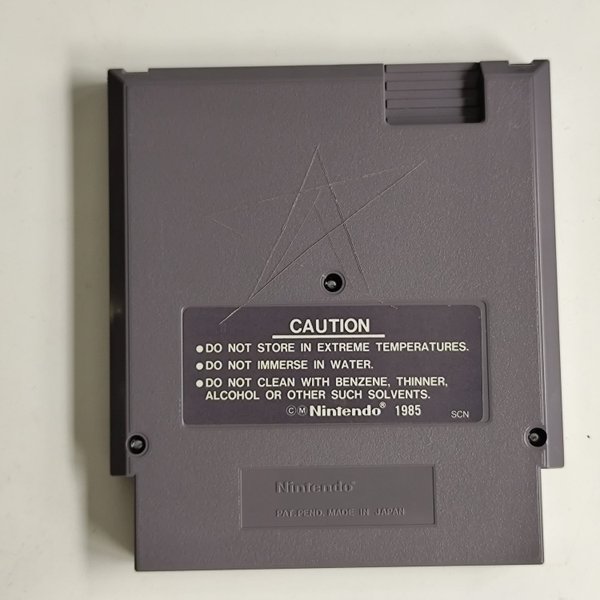 CAUTION
●DO NOT STORE IN EXTREME TEMPERATURES.
●DO NOT IMMERSE IN WATER.
●DO NOT CLEAN WITH BENZENE, THINNER,
ALCOHOL OR OTHER SUCH SOLVENTS.
ⒸⓂ Nintendo® 1985 SCN
Nintendo®
PAT. PEND. MADE IN JAPAN